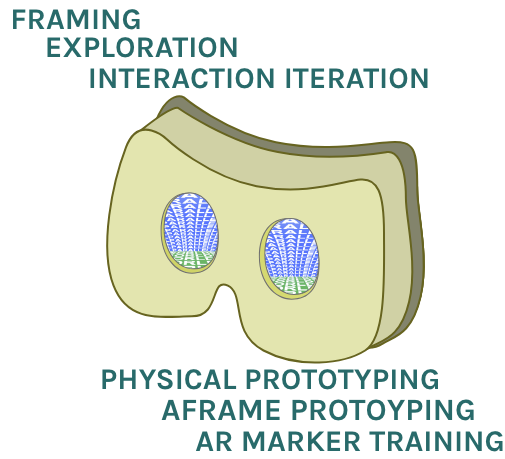 FRAMING
EXPLORATION
INTERACTION ITERATION
PHYSICAL PROTOTYPING
AFRAME PROTOYPING
AR MARKER TRAINING